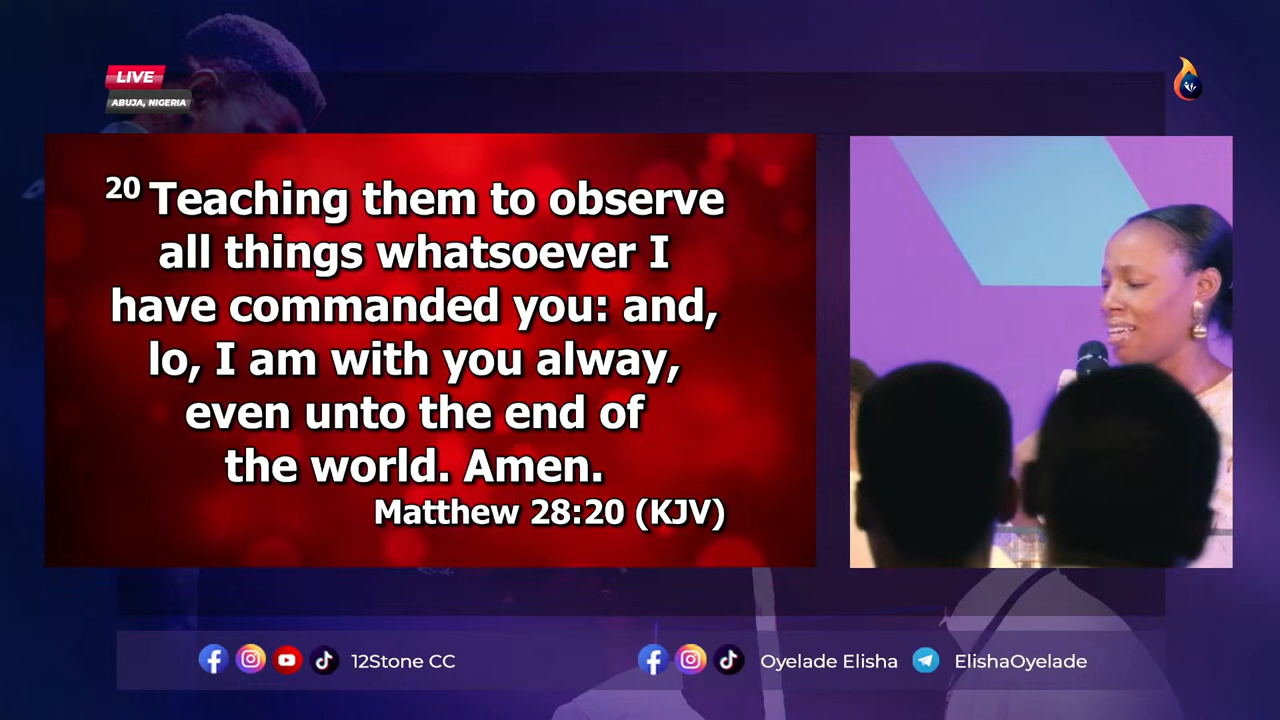 LIVE
ABUJA, NIGERIA
20 Teaching them to observe
all things whatsoever I
have commanded you: and,
lo, I am with you alway,
even unto the end of
the world. Amen.
Matthew 28:20 (KJV)
12Stone CC
Oyelade Elisha
ElishaOyelade